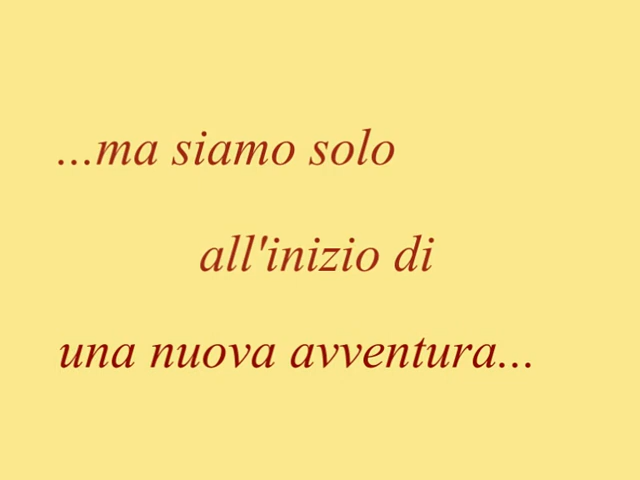 ...ma siamo solo
all'inizio di
una nuova avventura...